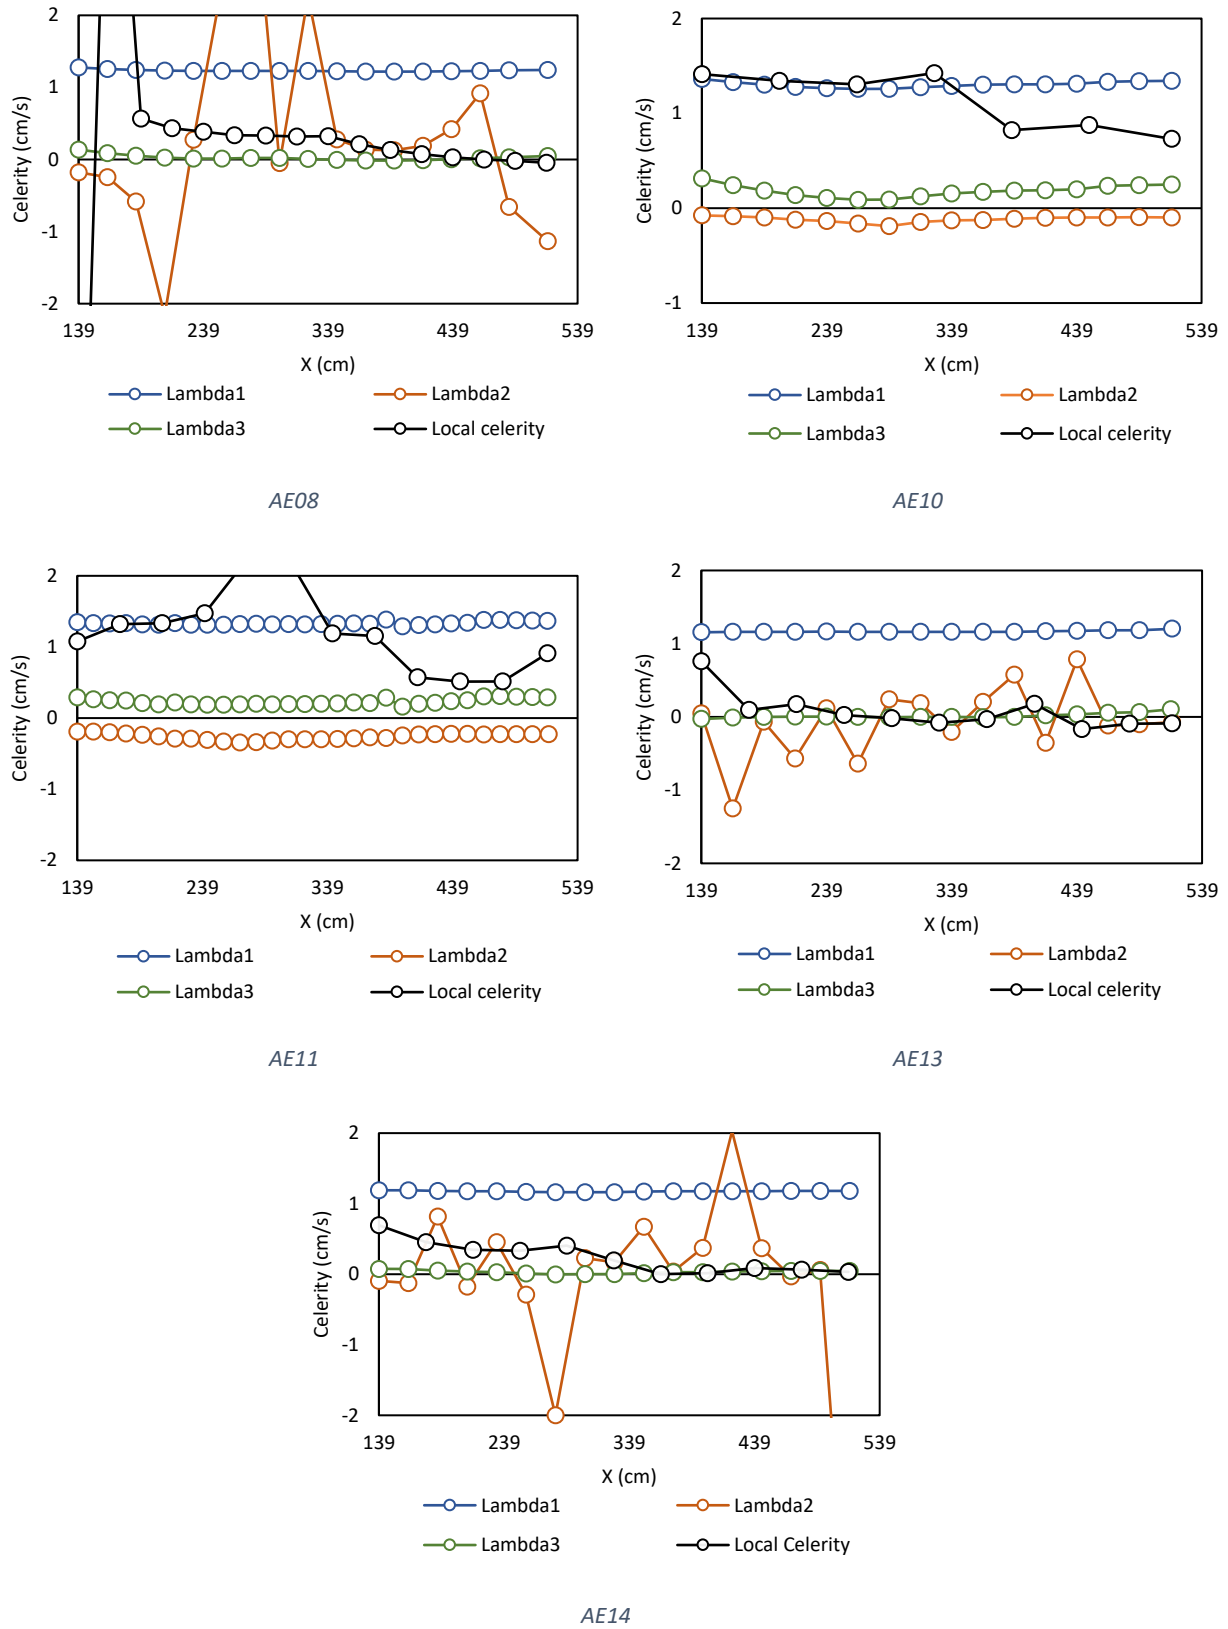 2
1
0
-1
-2
Celerity (cm/s)
139 239 339 439 539
X (cm)
Lambda1 Lambda2
Lambda3 Local celerity
AE08
2
1
0
-1
Celerity (cm/s)
139 239 339 439 539
X (cm)
Lambda1 Lambda2
Lambda3 Local celerity
AE10
2
1
0
-1
-2
Celerity (cm/s)
139 239 339 439 539
X (cm)
Lambda1 Lambda2
Lambda3 Local celerity
AE11
2
1
0
-1
-2
Celerity (cm/s)
139 239 339 439 539
X (cm)
Lambda1 Lambda2
Lambda3 Local celerity
AE13
2
1
0
-1
-2
Celerity (cm/s)
139 239 339 439 539
X (cm)
Lambda1 Lambda2
Lambda3 Local Celerity
AE14